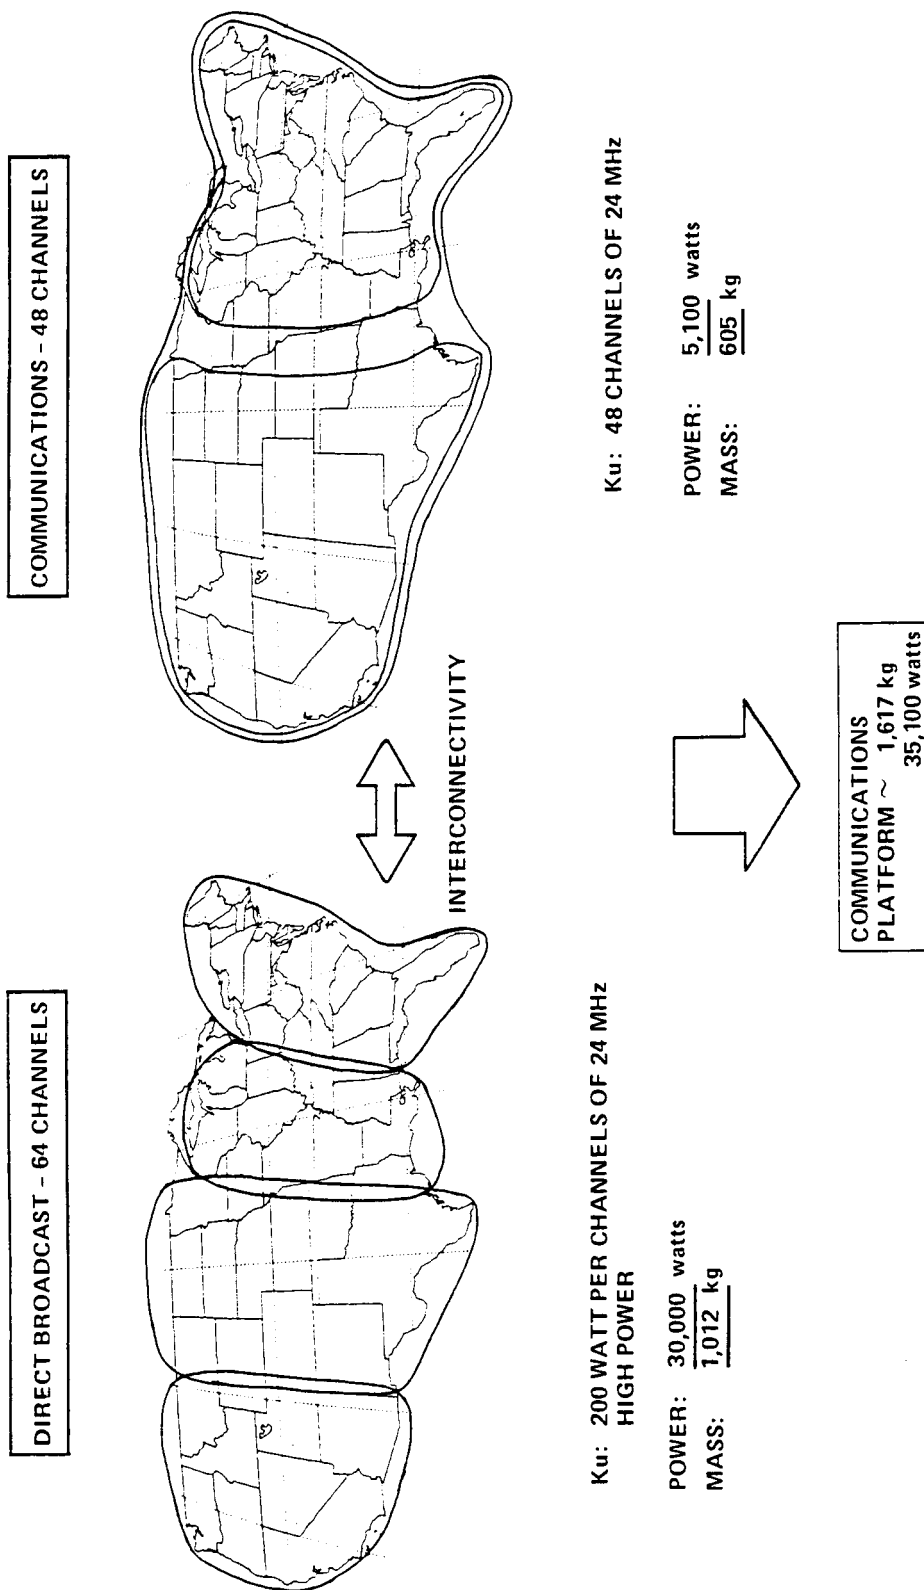 DIRECT BROADCAST - 64 CHANNELS
COMMUNICATIONS - 48 CHANNELS
INTERCONNECTIVITY
Ku: 200 WATT PER CHANNELS OF 24 MHz
HIGH POWER
POWER: 30,000 watts
MASS: 1,012 kg
Ku: 48 CHANNELS OF 24 MHz
POWER: 5,100 watts
MASS: 605 kg
COMMUNICATIONS
PLATFORM ~ 1,617 kg
35,100 watts